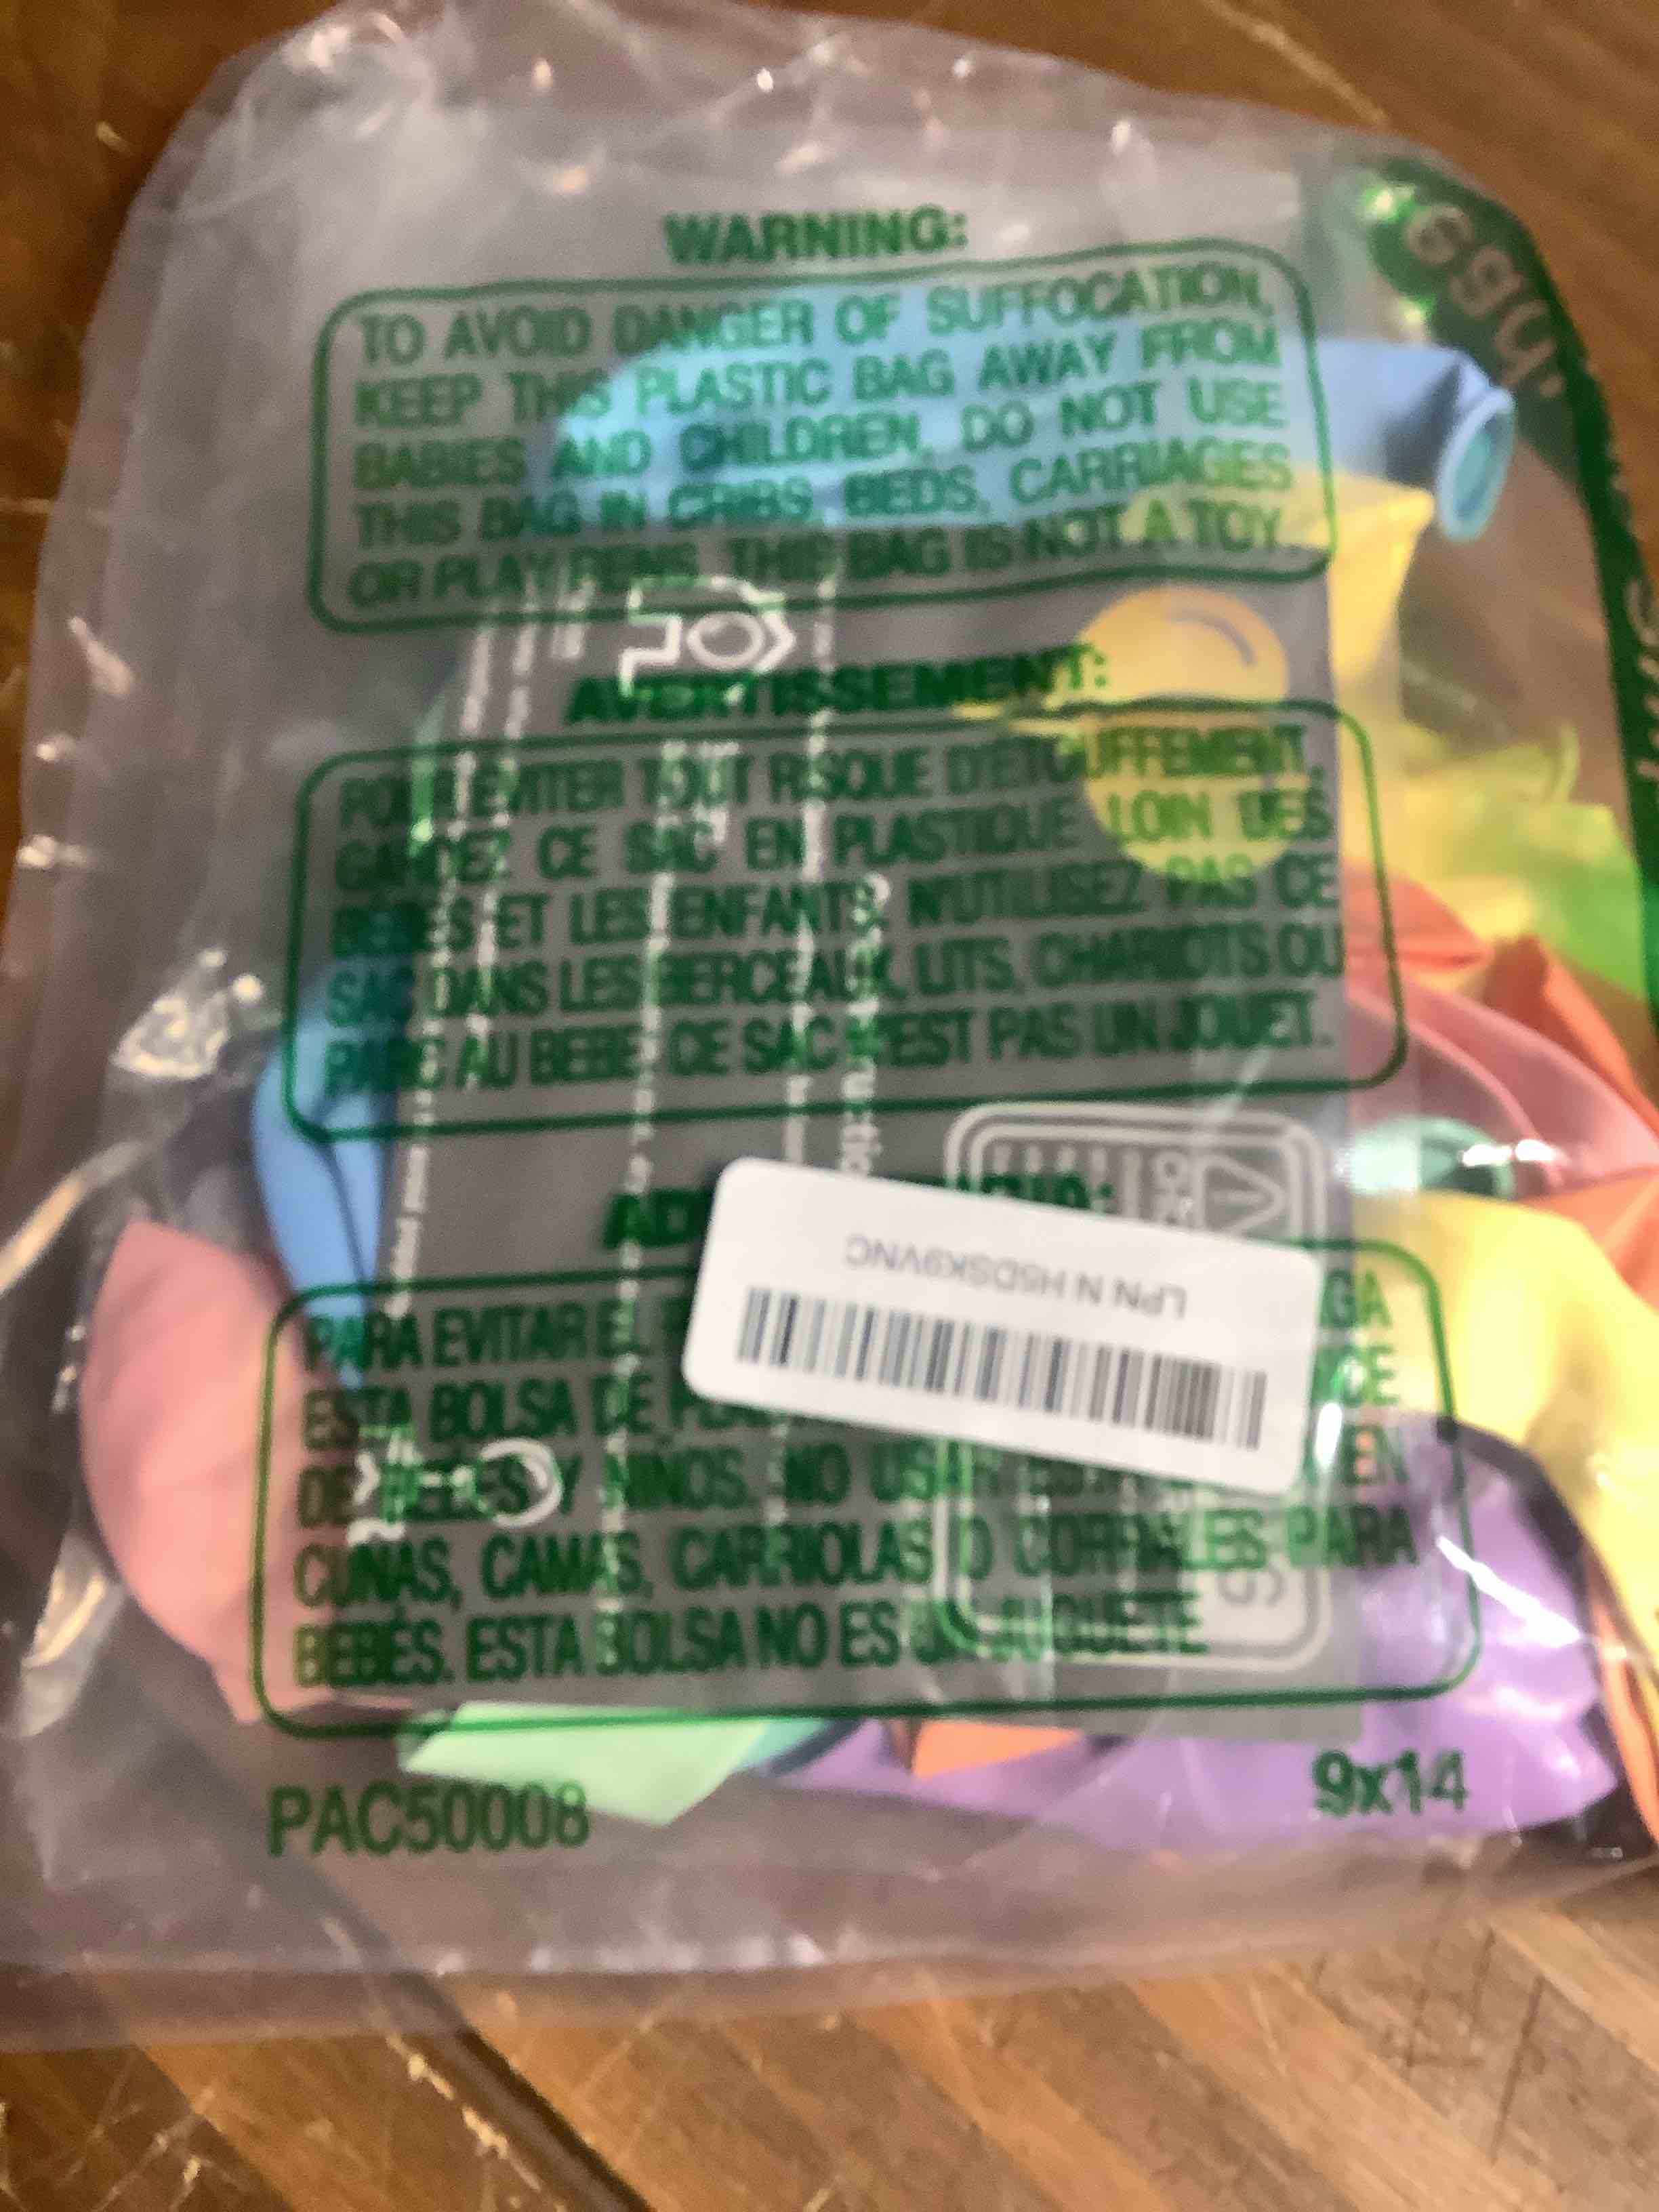 WARNING:
TO AVOID DANGER OF SUFFOCATION,
KEEP THIS PLASTIC BAG AWAY FROM
BABIES AND CHILDREN, DO NOT USE
THIS BAG IN CRIBS, BEDS, CARRIAGES
OR PLAY PENS. THIS BAG IS NOT A TOY.
AVERTISSEMENT:
POUR EVITER TOUT RISQUE D'ETOUFFEMENT,
GARDEZ CE SAC EN PLASTIQUE LOIN DES
BEBES ET LES ENFANTS, N'UTILISEZ PAS CE
SAC DANS LES BERCEAUX, LITS, CHARIOTS OU
PARC AU BEBE. CE SAC N'EST PAS UN JOUET.
AD
LPN N H5DSK9VNC
PARA EVITAR EL GA
ESTA BOLSA DE
DE BEBES Y NIÑOS. NO USAR EN
CUNAS, CAMAS, CARRIOLAS O CORRALES PARA
BEBÉS. ESTA BOLSA NO ES UN JUGUETE
PAC50008
9x14